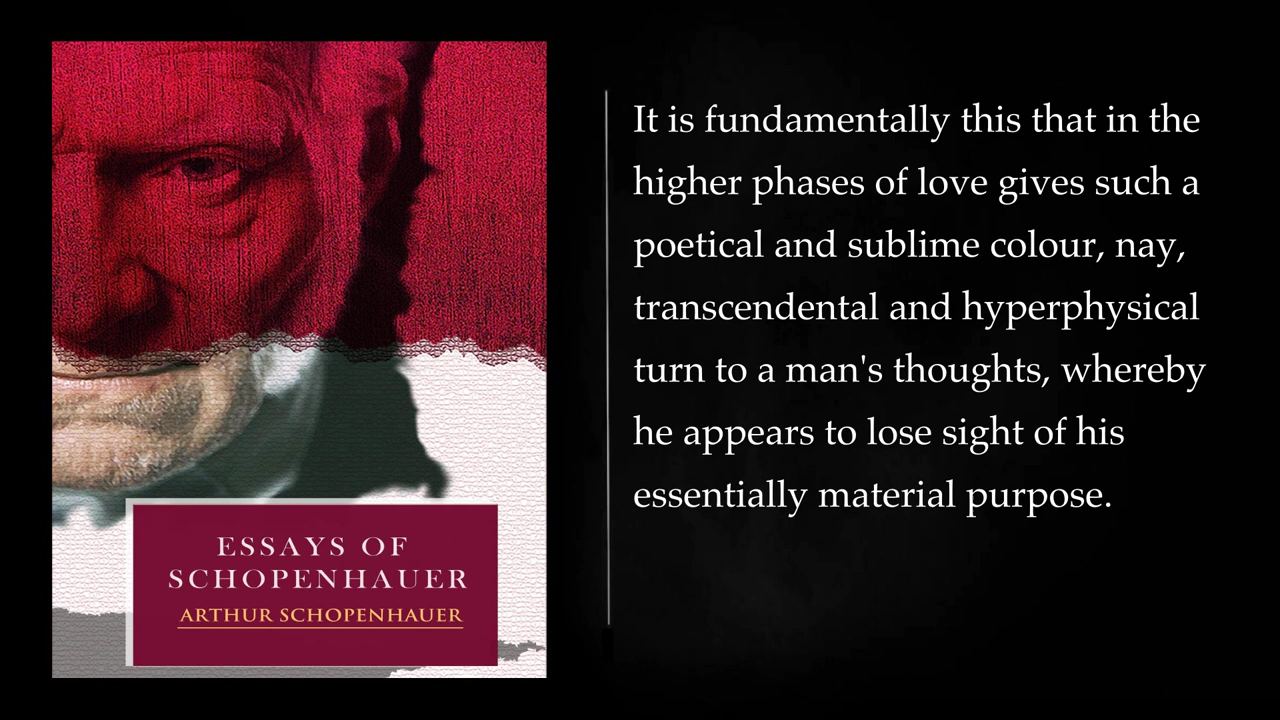 ESSAYS OF
SCHOPENHAUER
ARTHUR SCHOPENHAUER
It is fundamentally this that in the
higher phases of love gives such a
poetical and sublime colour, nay,
transcendental and hyperphysical
turn to a man's thoughts, whereby
he appears to lose sight of his
essentially material purpose.